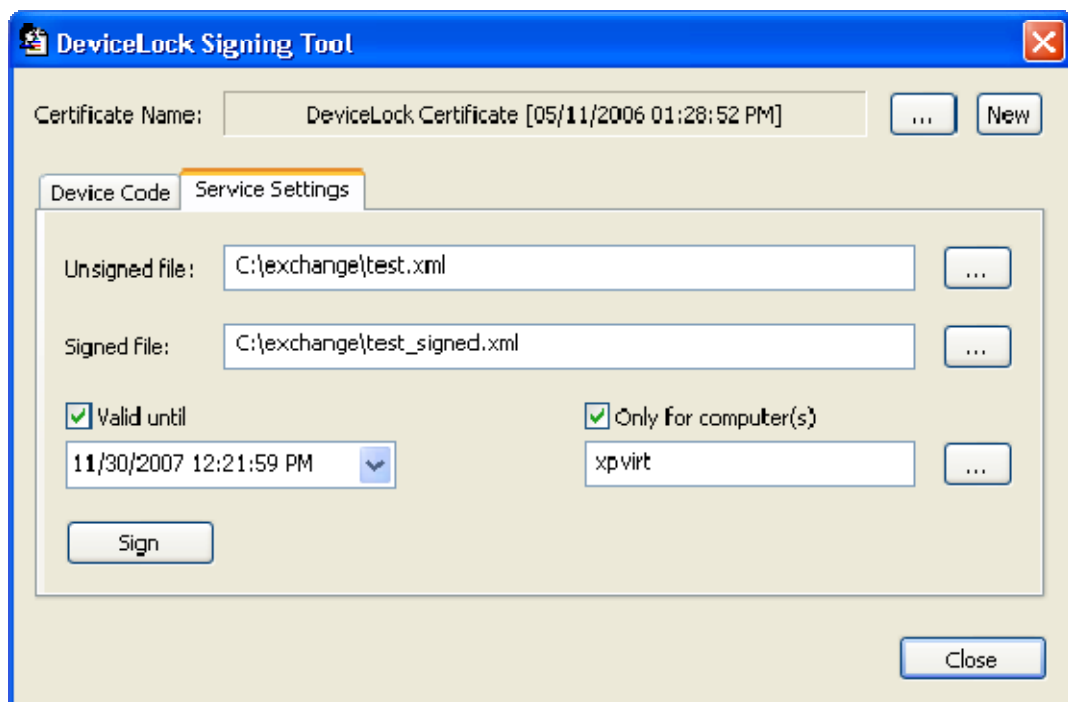 DeviceLock Signing Tool
Certificate Name: DeviceLock Certificate [05/11/2006 01:28:52 PM] ... New
Device Code Service Settings
Unsigned file: C:\exchange\test.xml ...
Signed file: C:\exchange\test_signed.xml ...
Valid until Only for computer(s)
11/30/2007 12:21:59 PM xpvirt ...
Sign
Close